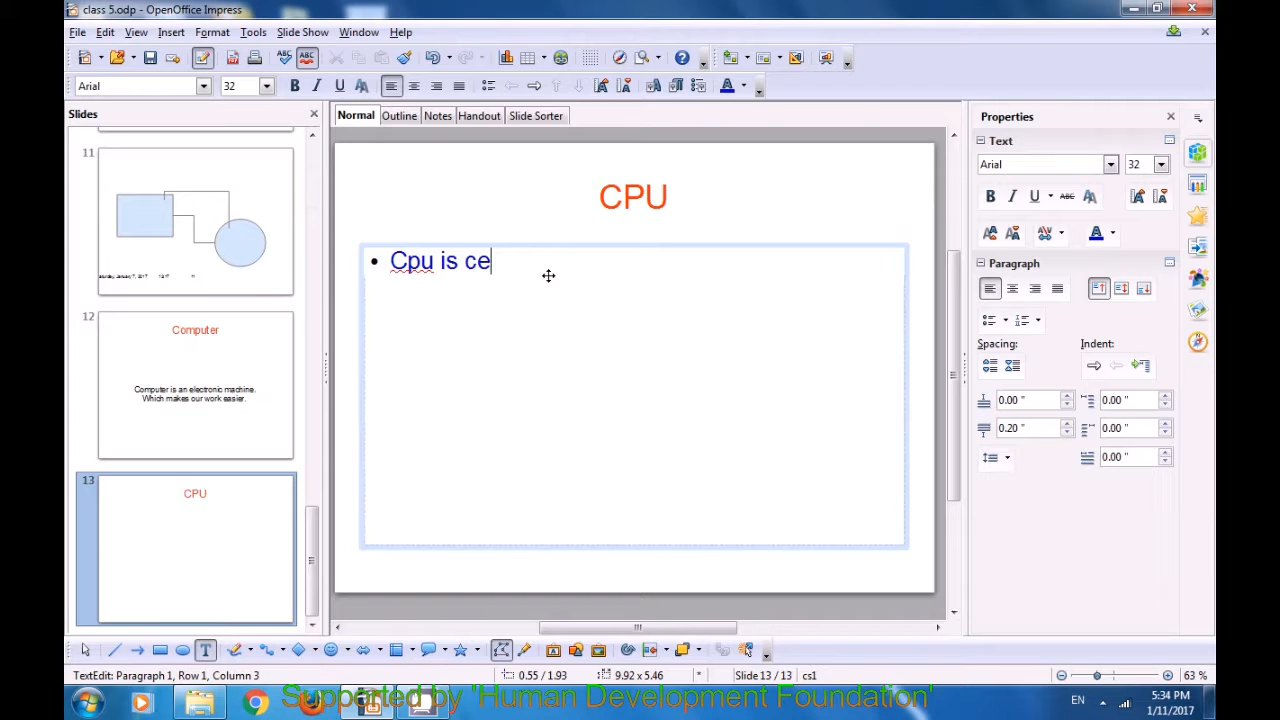 class 5.odp - OpenOffice Impress
File Edit View Insert Format Tools Slide Show Window Help
Arial 32
Slides
Normal Outline Notes Handout Slide Sorter
Properties
11
12
Computer
Computer is an electronic machine.
Which makes our work easier.
13
CPU
CPU
Cpu is ce
Text
Arial 32
Paragraph
Spacing: Indent:
0.00 " 0.00 "
0.20 " 0.00 "
0.00 "
TextEdit: Paragraph 1, Row 1, Column 3 0.55 / 1.93 9.92 x 5.46 * Slide 13 / 13 cs1 63 %
Supported by 'Human Development Foundation'
EN
5:34 PM
1/11/2017